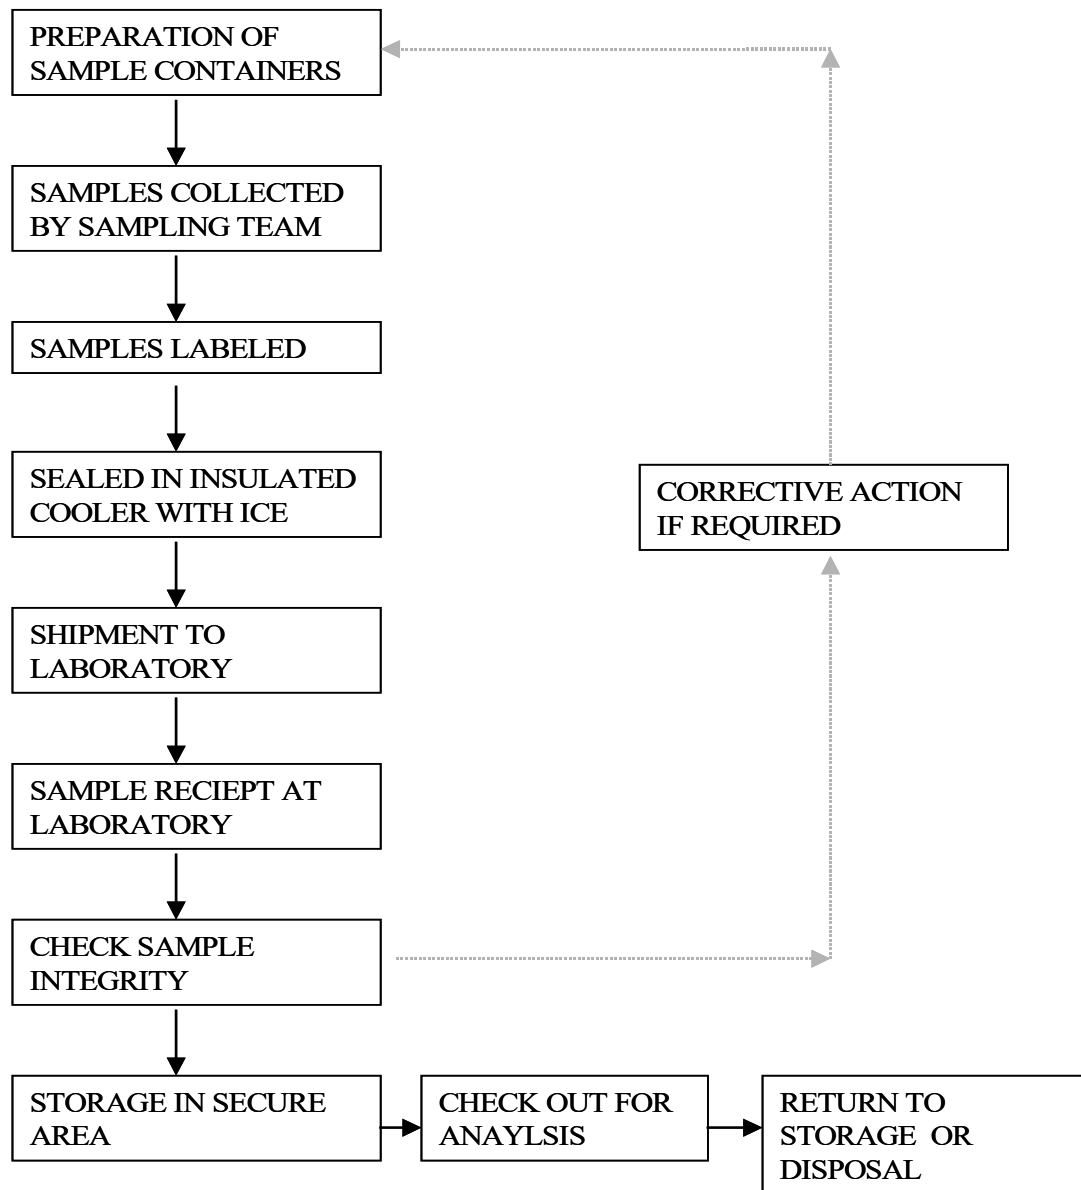 PREPARATION OF
SAMPLE CONTAINERS
SAMPLES COLLECTED
BY SAMPLING TEAM
SAMPLES LABELED
SEALED IN INSULATED
COOLER WITH ICE
CORRECTIVE ACTION
IF REQUIRED
SHIPMENT TO
LABORATORY
SAMPLE RECIEPT AT
LABORATORY
CHECK SAMPLE
INTEGRITY
STORAGE IN SECURE
AREA
CHECK OUT FOR
ANAYLSIS
RETURN TO
STORAGE OR
DISPOSAL